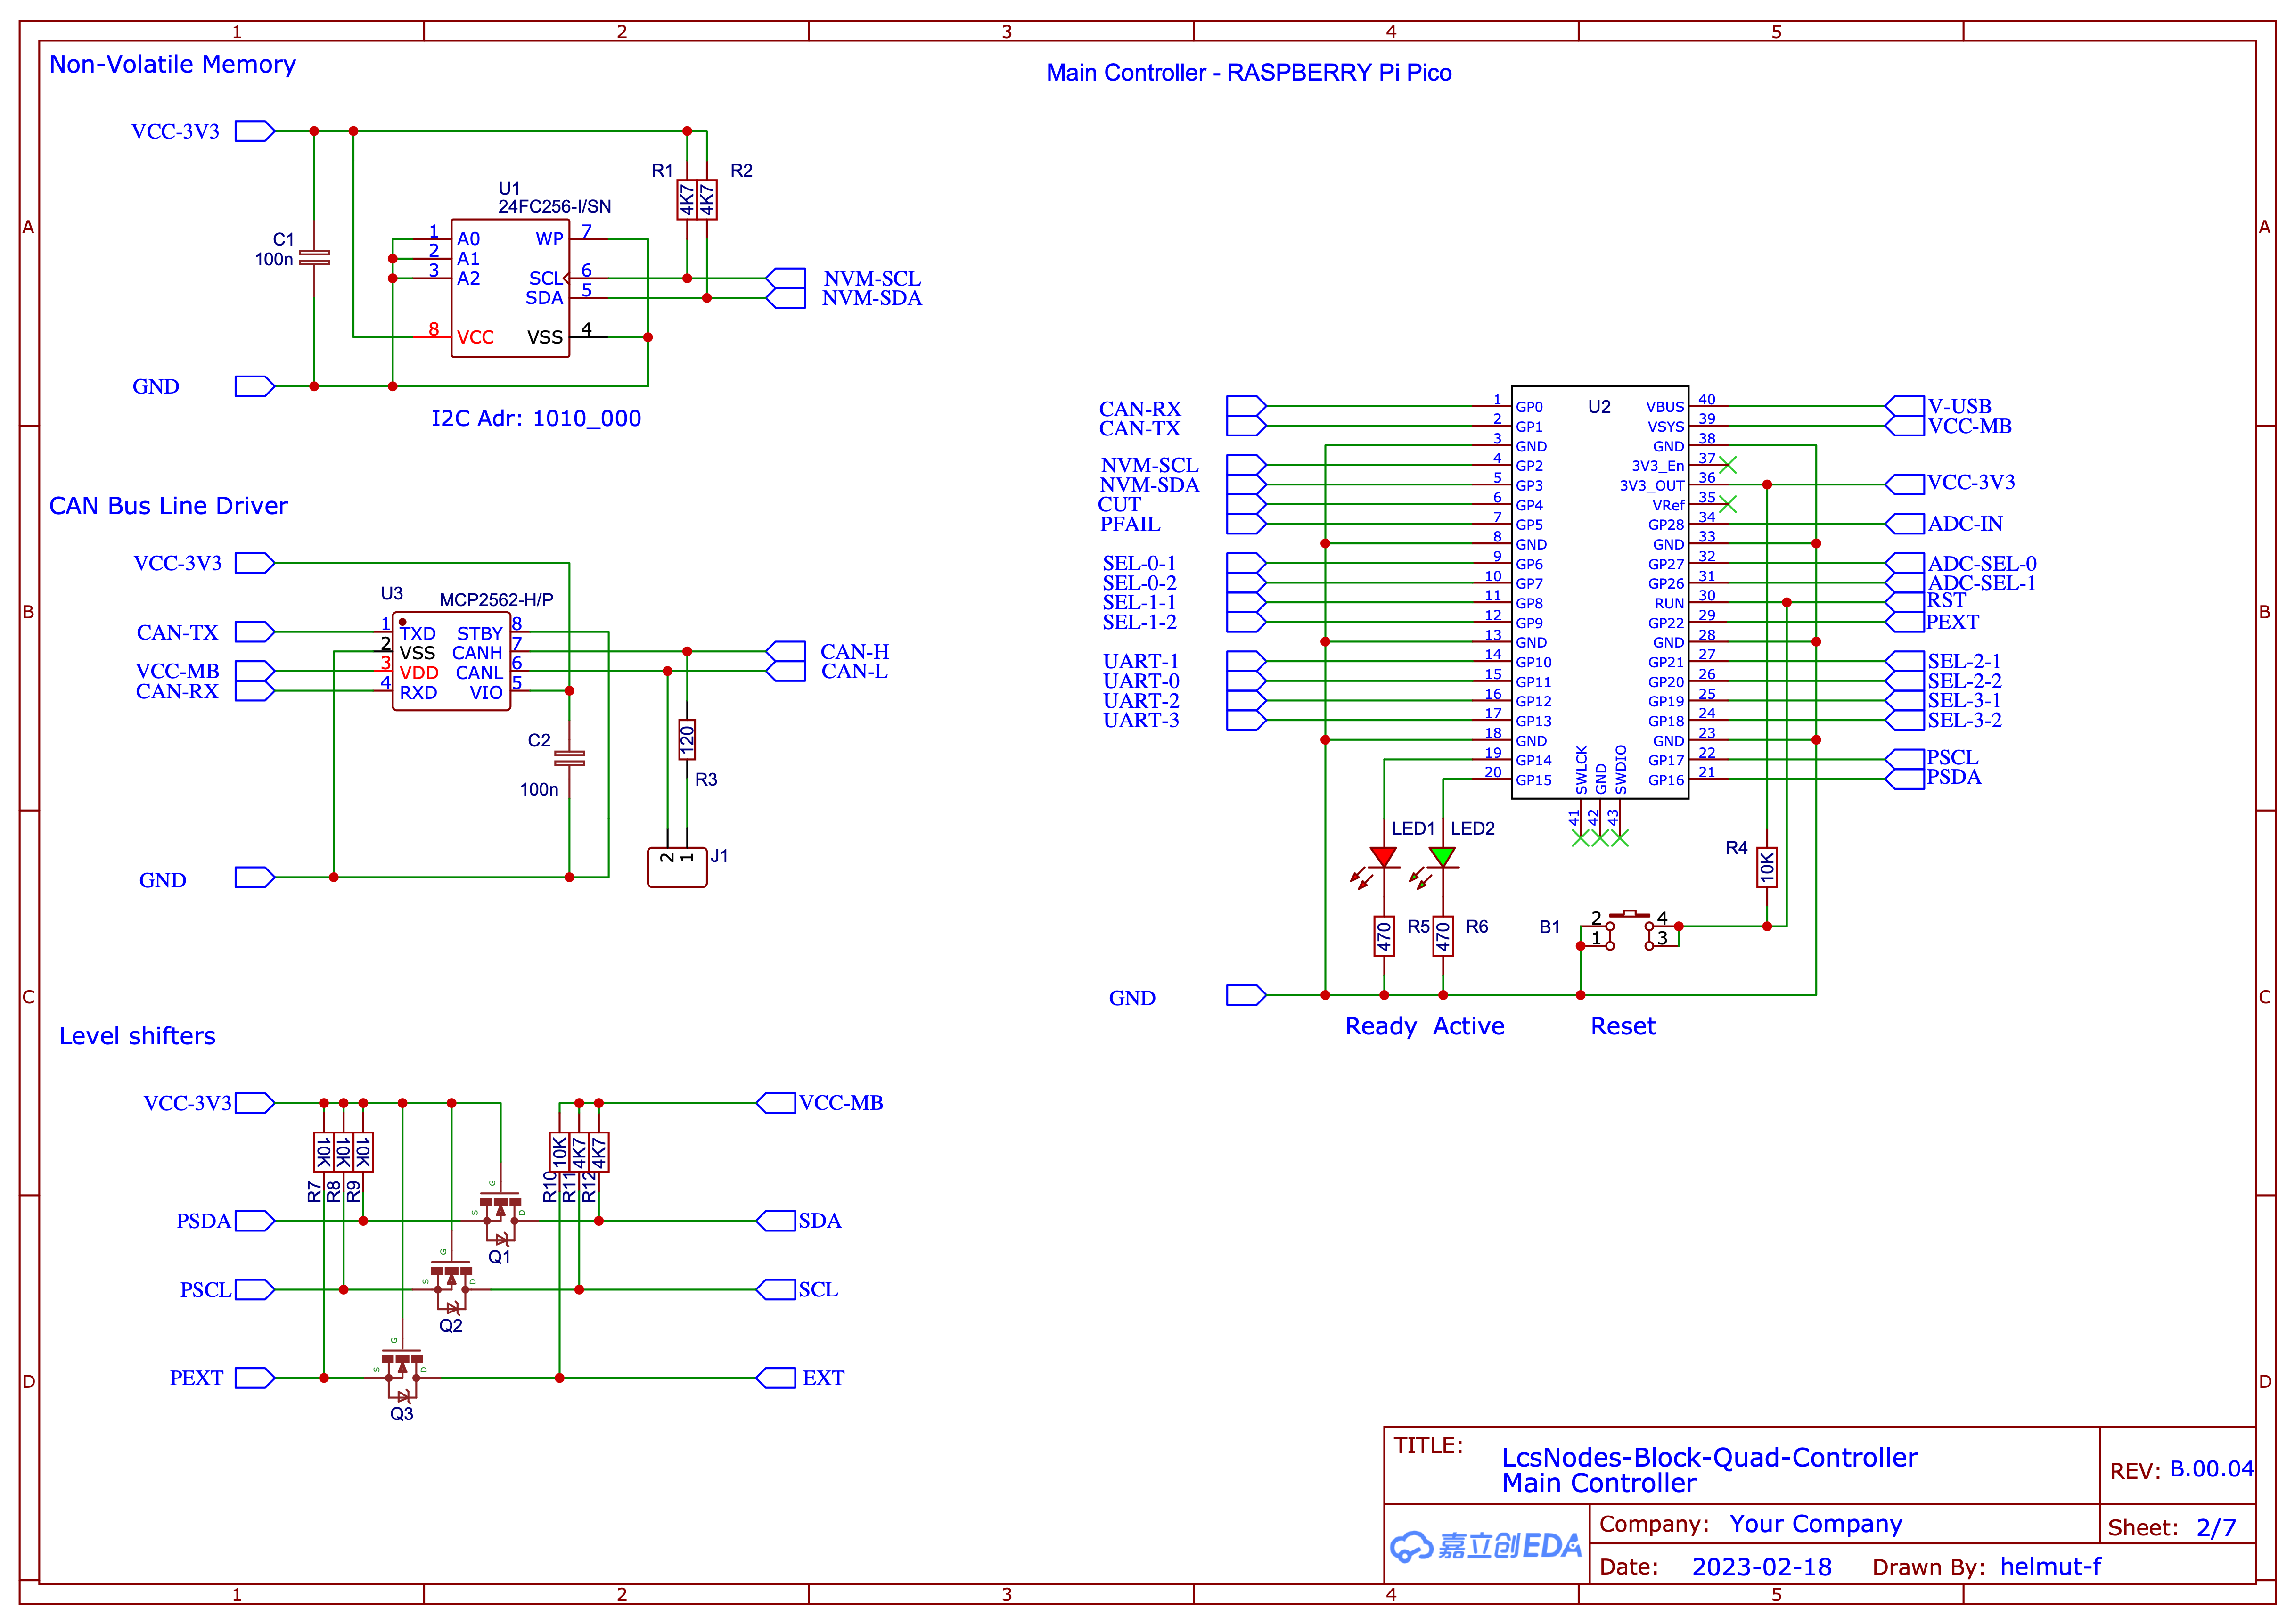 1 2 3 4 5
Non-Volatile Memory
Main Controller - RASPBERRY Pi Pico
VCC-3V3
R1 R2
4K7 4K7
U1
24FC256-I/SN
C1
100n
1 A0 WP 7
2 A1
3 A2 SCL 6
SDA 5
8 VCC VSS 4
NVM-SCL
NVM-SDA
GND
I2C Adr: 1010_000
A A
CAN Bus Line Driver
VCC-3V3
U3
MCP2562-H/P
CAN-TX
VCC-MB
CAN-RX
1 TXD STBY 8
2 VSS CANH 7
3 VDD CANL 6
4 RXD VIO 5
CAN-H
CAN-L
C2
100n
120
R3
2 1 J1
GND
B B
CAN-RX 1 GP0 U2 VBUS 40 V-USB
CAN-TX 2 GP1 VSYS 39 VCC-MB
3 GND GND 38
NVM-SCL 4 GP2 3V3_En 37
NVM-SDA 5 GP3 3V3_OUT 36 VCC-3V3
CUT 6 GP4 VRef 35
PFAIL 7 GP5 GP28 34 ADC-IN
8 GND GND 33
SEL-0-1 9 GP6 GP27 32 ADC-SEL-0
SEL-0-2 10 GP7 GP26 31 ADC-SEL-1
SEL-1-1 11 GP8 RUN 30 RST
SEL-1-2 12 GP9 GP22 29 PEXT
13 GND GND 28
UART-1 14 GP10 GP21 27 SEL-2-1
UART-0 15 GP11 GP20 26 SEL-2-2
UART-2 16 GP12 GP19 25 SEL-3-1
UART-3 17 GP13 GP18 24 SEL-3-2
18 GND GND 23
19 GP14 GP17 22 PSCL
20 GP15 GP16 21 PSDA
SWLCK GND SWDIO
41 42 43
LED1 LED2
R4
10K
470 R5 470 R6
B1
2 4
1 3
GND
Ready Active Reset
C C
Level shifters
VCC-3V3 VCC-MB
10K 10K 10K 10K 4K7 4K7
R7 R8 R9 R10 R11 R12
G
S D
PSDA SDA
Q1
G
S D
PSCL SCL
Q2
G
S D
PEXT EXT
Q3
D D
TITLE:
LcsNodes-Block-Quad-Controller
Main Controller
REV: B.00.04
嘉立创EDA
Company: Your Company
Sheet: 2/7
Date: 2023-02-18 Drawn By: helmut-f
1 2 3 4 5